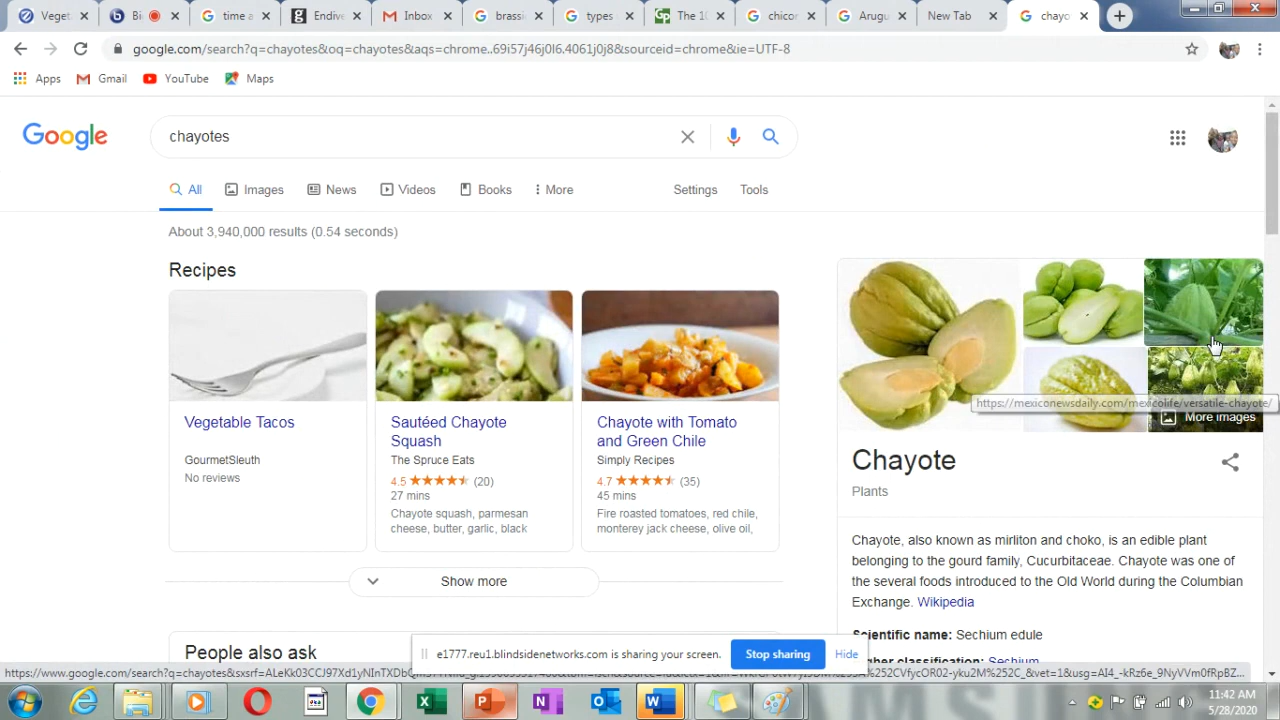 Veget
Bi
time a
Endive
Inbox
brass
types
The 10
chicor
Arugu
New Tab
chayo
google.com/search?q=chayotes&oq=chayotes&aqs=chrome..69i57j46j0l6.4061j0j8&sourceid=chrome&ie=UTF-8
Apps Gmail YouTube Maps
Google
chayotes
All Images News Videos Books More Settings Tools
About 3,940,000 results (0.54 seconds)
Recipes
Vegetable Tacos
GourmetSleuth
No reviews
Sautéed Chayote
Squash
The Spruce Eats
4.5 (20)
27 mins
Chayote squash, parmesan
cheese, butter, garlic, black
Chayote with Tomato
and Green Chile
Simply Recipes
4.7 (35)
45 mins
Fire roasted tomatoes, red chile,
monterey jack cheese, olive oil,
Show more
People also ask
https://mexiconewsdaily.com/mexicolife/versatile-chayote/
More images
Chayote
Plants
Chayote, also known as mirliton and choko, is an edible plant
belonging to the gourd family, Cucurbitaceae. Chayote was one of
the several foods introduced to the Old World during the Columbian
Exchange. Wikipedia
Scientific name: Sechium edule
classification: Sechium
e1777.reu1.blindsidenetworks.com is sharing your screen. Stop sharing Hide
11:42 AM
5/28/2020